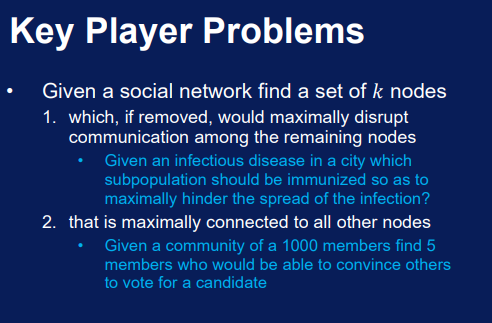 Key Player Problems
• Given a social network find a set of k nodes
1. which, if removed, would maximally disrupt
communication among the remaining nodes
• Given an infectious disease in a city which
subpopulation should be immunized so as to
maximally hinder the spread of the infection?
2. that is maximally connected to all other nodes
• Given a community of a 1000 members find 5
members who would be able to convince others
to vote for a candidate